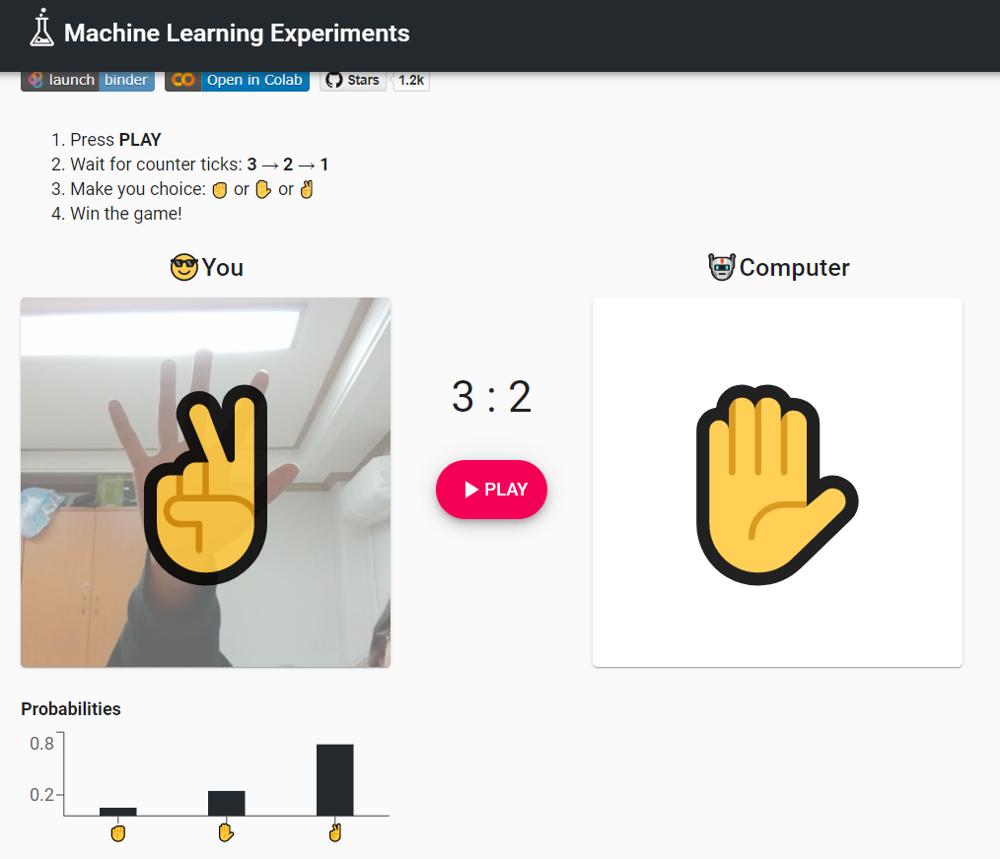 Machine Learning Experiments
launch binder Open in Colab Stars 1.2k
1. Press PLAY
2. Wait for counter ticks: 3 → 2 → 1
3. Make you choice: ✊ or ✋ or ✌
4. Win the game!
😎You
🤖Computer
3 : 2
▶ PLAY
Probabilities
0.8
0.2
✊ ✋ ✌